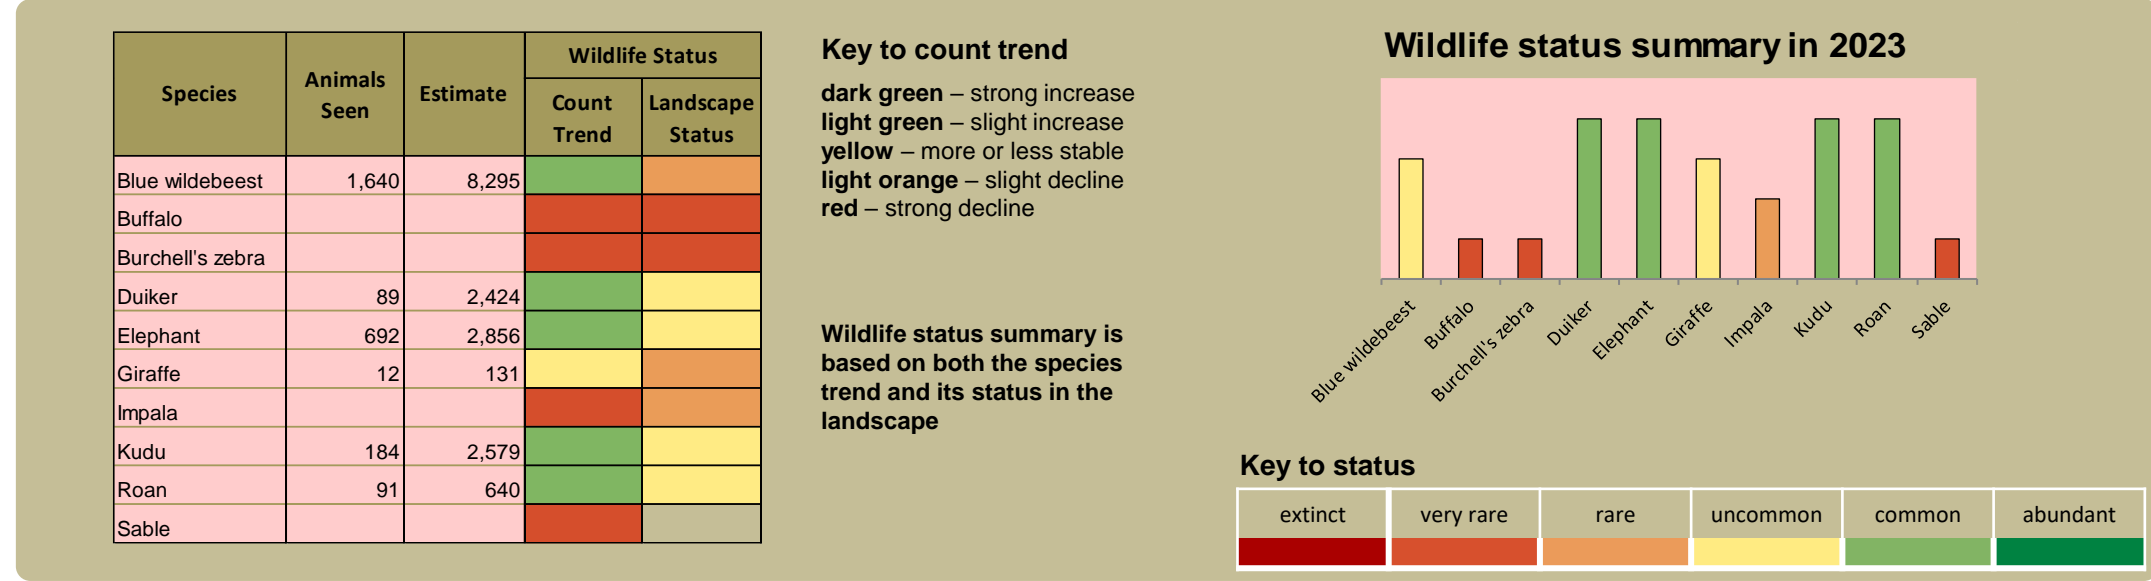 Species
Animals Seen
Estimate
Wildlife Status
Count Trend
Landscape Status
Blue wildebeest 1,640 8,295
Buffalo
Burchell's zebra
Duiker 89 2,424
Elephant 692 2,856
Giraffe 12 131
Impala
Kudu 184 2,579
Roan 91 640
Sable
Key to count trend
dark green – strong increase
light green – slight increase
yellow – more or less stable
light orange – slight decline
red – strong decline
Wildlife status summary is
based on both the species
trend and its status in the
landscape
Wildlife status summary in 2023
Blue wildebeest
Buffalo
Burchell's zebra
Duiker
Elephant
Giraffe
Impala
Kudu
Roan
Sable
Key to status
extinct very rare rare uncommon common abundant